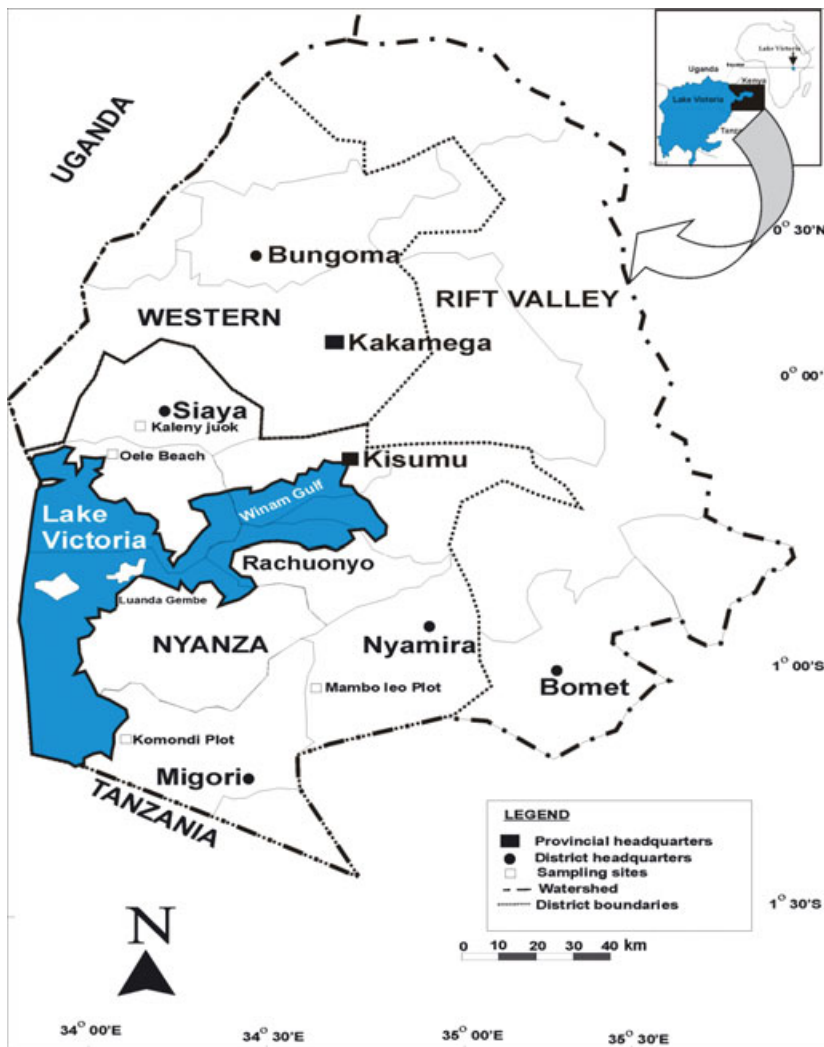 Lake Victoria
Uganda
Equator
Kenya
Lake Victoria
Tanz
UGANDA
0° 30'N
Bungoma
RIFT VALLEY
WESTERN
Kakamega
0° 00'
Siaya
Kaleny juok
Oele Beach
Kisumu
Winam Gulf
Lake
Victoria
Rachuonyo
Luanda Gembe
NYANZA
Nyamira
1° 00'S
Bomet
Mambo leo Plot
Komondi Plot
Migori
TANZANIA
LEGEND
Provincial headquarters
District headquarters
Sampling sites
Watershed
District boundaries
1° 30'S
N
0 10 20 30 40 km
34° 00'E
34° 30'E
35° 00'E
35° 30'E